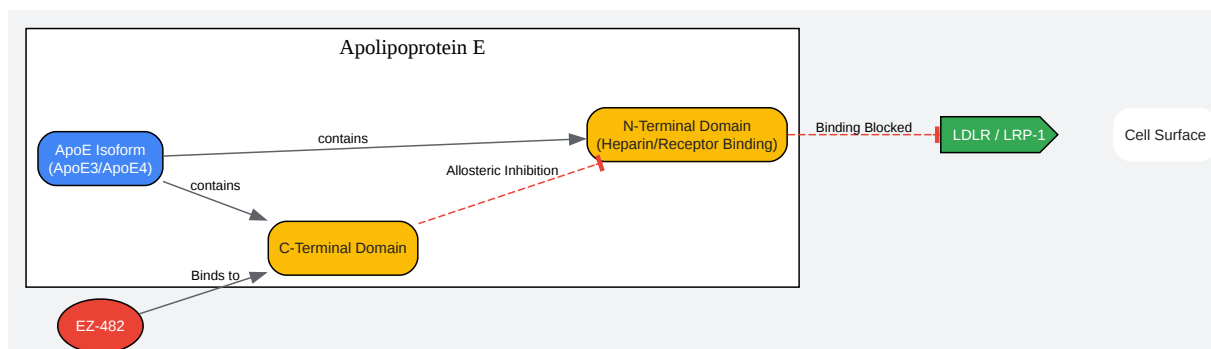 Apolipoprotein E
ApoE Isoform
(ApoE3/ApoE4)
contains
contains
N-Terminal Domain
(Heparin/Receptor Binding)
Binding Blocked
LDLR / LRP-1
Cell Surface
Allosteric Inhibition
C-Terminal Domain
Binds to
EZ-482